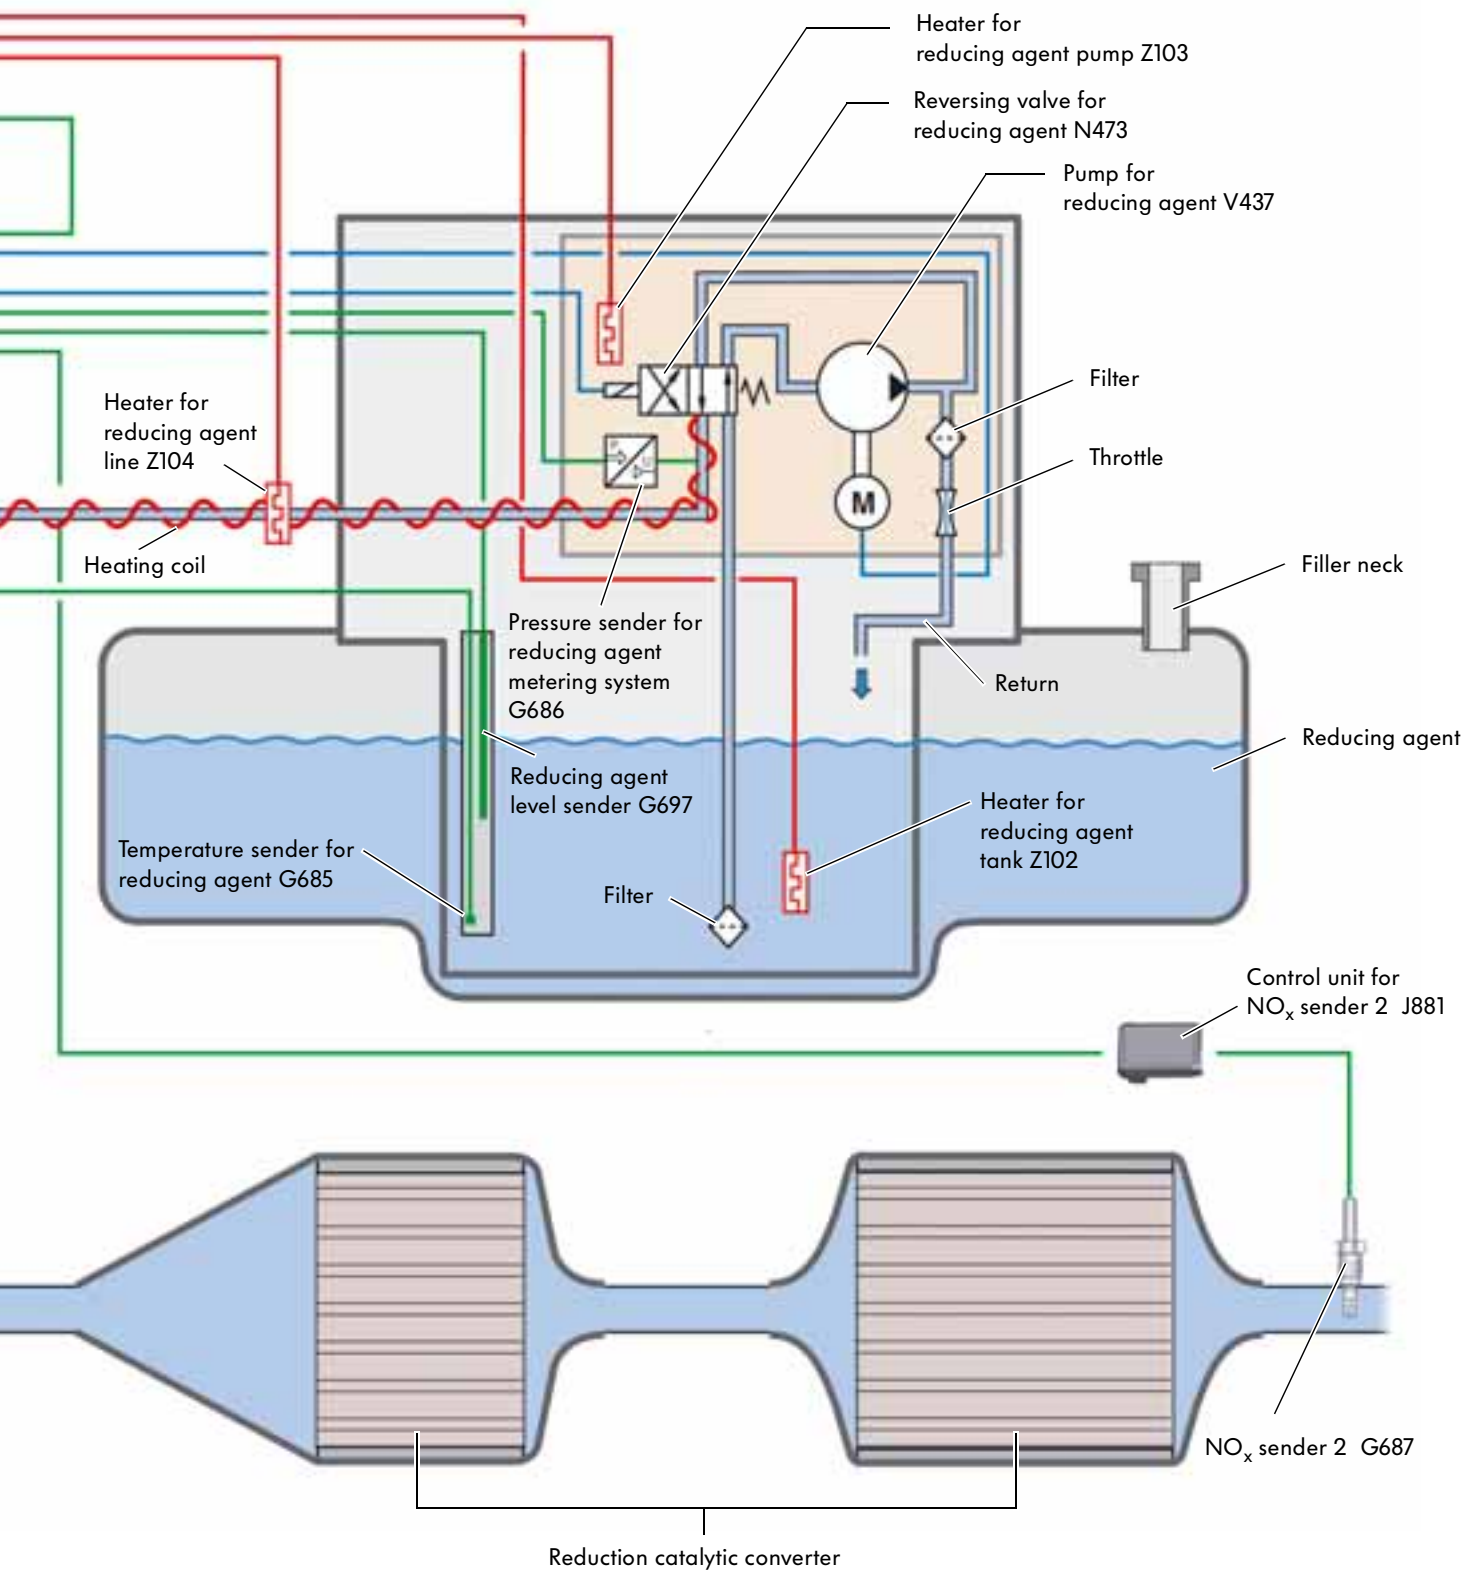 Heater for
reducing agent pump Z103
Reversing valve for
reducing agent N473
Pump for
reducing agent V437
Filter
Heater for
reducing agent
line Z104
Throttle
M
P
U
Heating coil
Filler neck
Pressure sender for
reducing agent
metering system
G686
Return
Reducing agent
Reducing agent
level sender G697
Heater for
reducing agent
tank Z102
Temperature sender for
reducing agent G685
Filter
Control unit for
NOx sender 2 J881
NOx sender 2 G687
Reduction catalytic converter